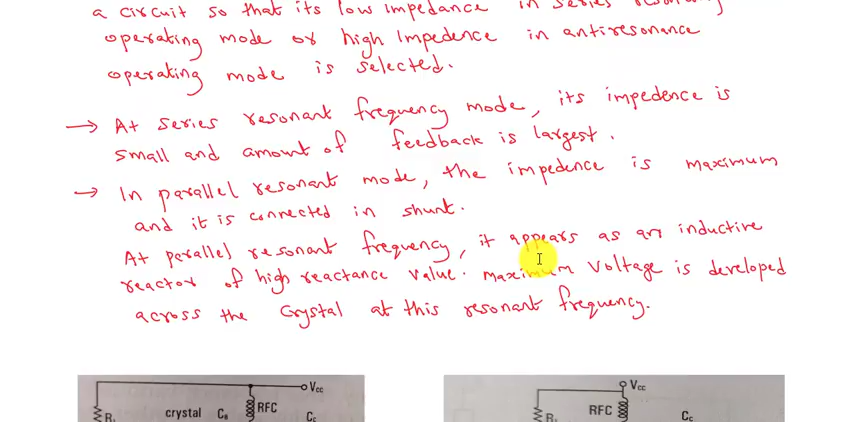 a circuit so that its low impedance in series resonant
operating mode or high Impedence in antiresonance
operating mode is selected.
→ At series resonant frequency mode, its impedence is
small and amount of feedback is largest.
→ In parallel resonant mode, the impedence is maximum
and it is connected in shunt.
At parallel resonant frequency, it appears as an inductive
reactor of high reactance value. Maximum voltage is developed
across the Crystal at this resonant frequency.
Vcc
RFC
crystal
Cc
Vcc
RFC
Cc